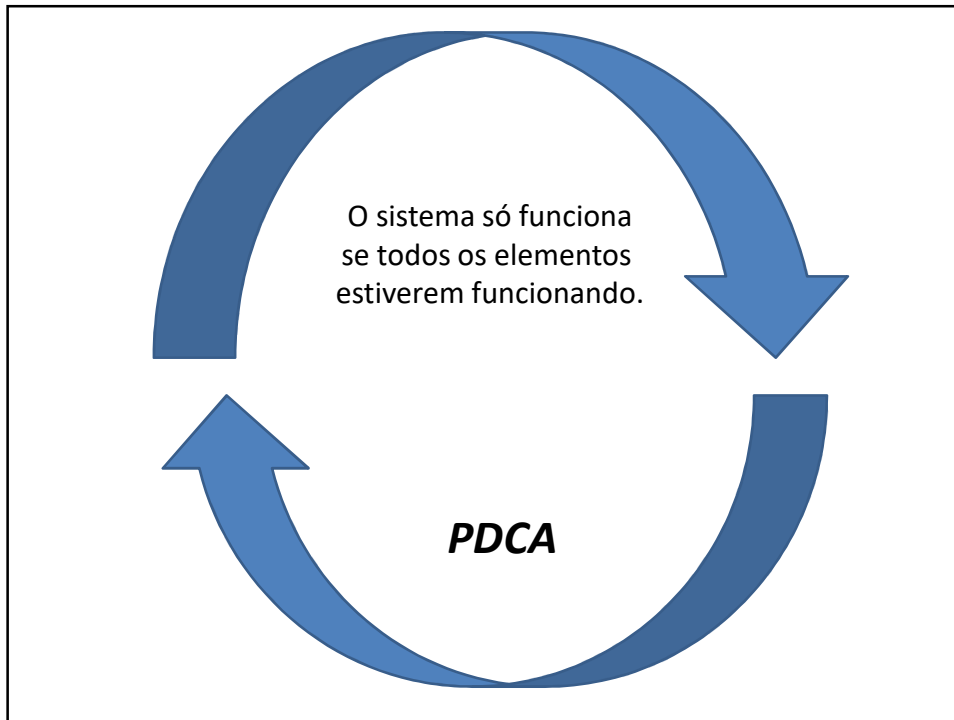 O sistema só funciona
se todos os elementos
estiverem funcionando.
PDCA